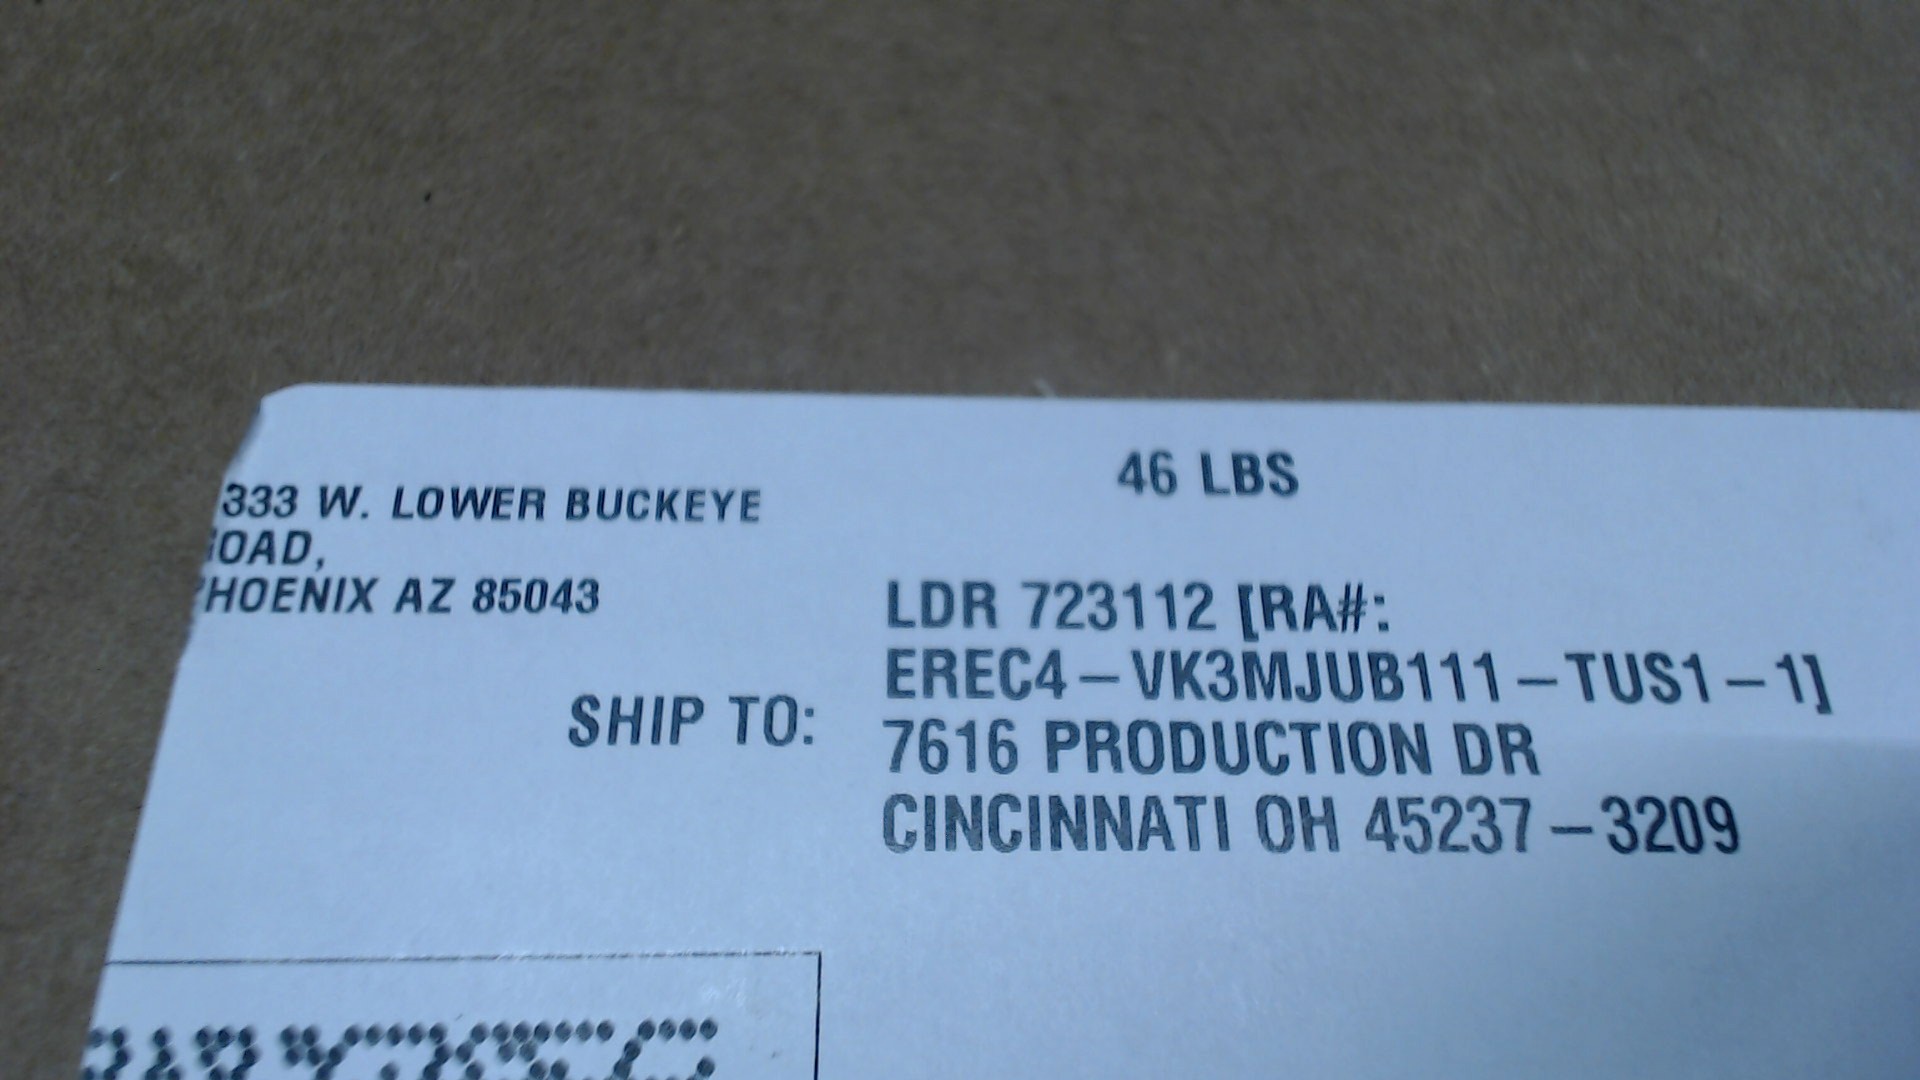 333 W. LOWER BUCKEYE
OAD,
HOENIX AZ 85043
46 LBS
SHIP TO:
LDR 723112 [RA#:
EREC4-VK3MJUB111-TUS1-1]
7616 PRODUCTION DR
CINCINNATI OH 45237-3209